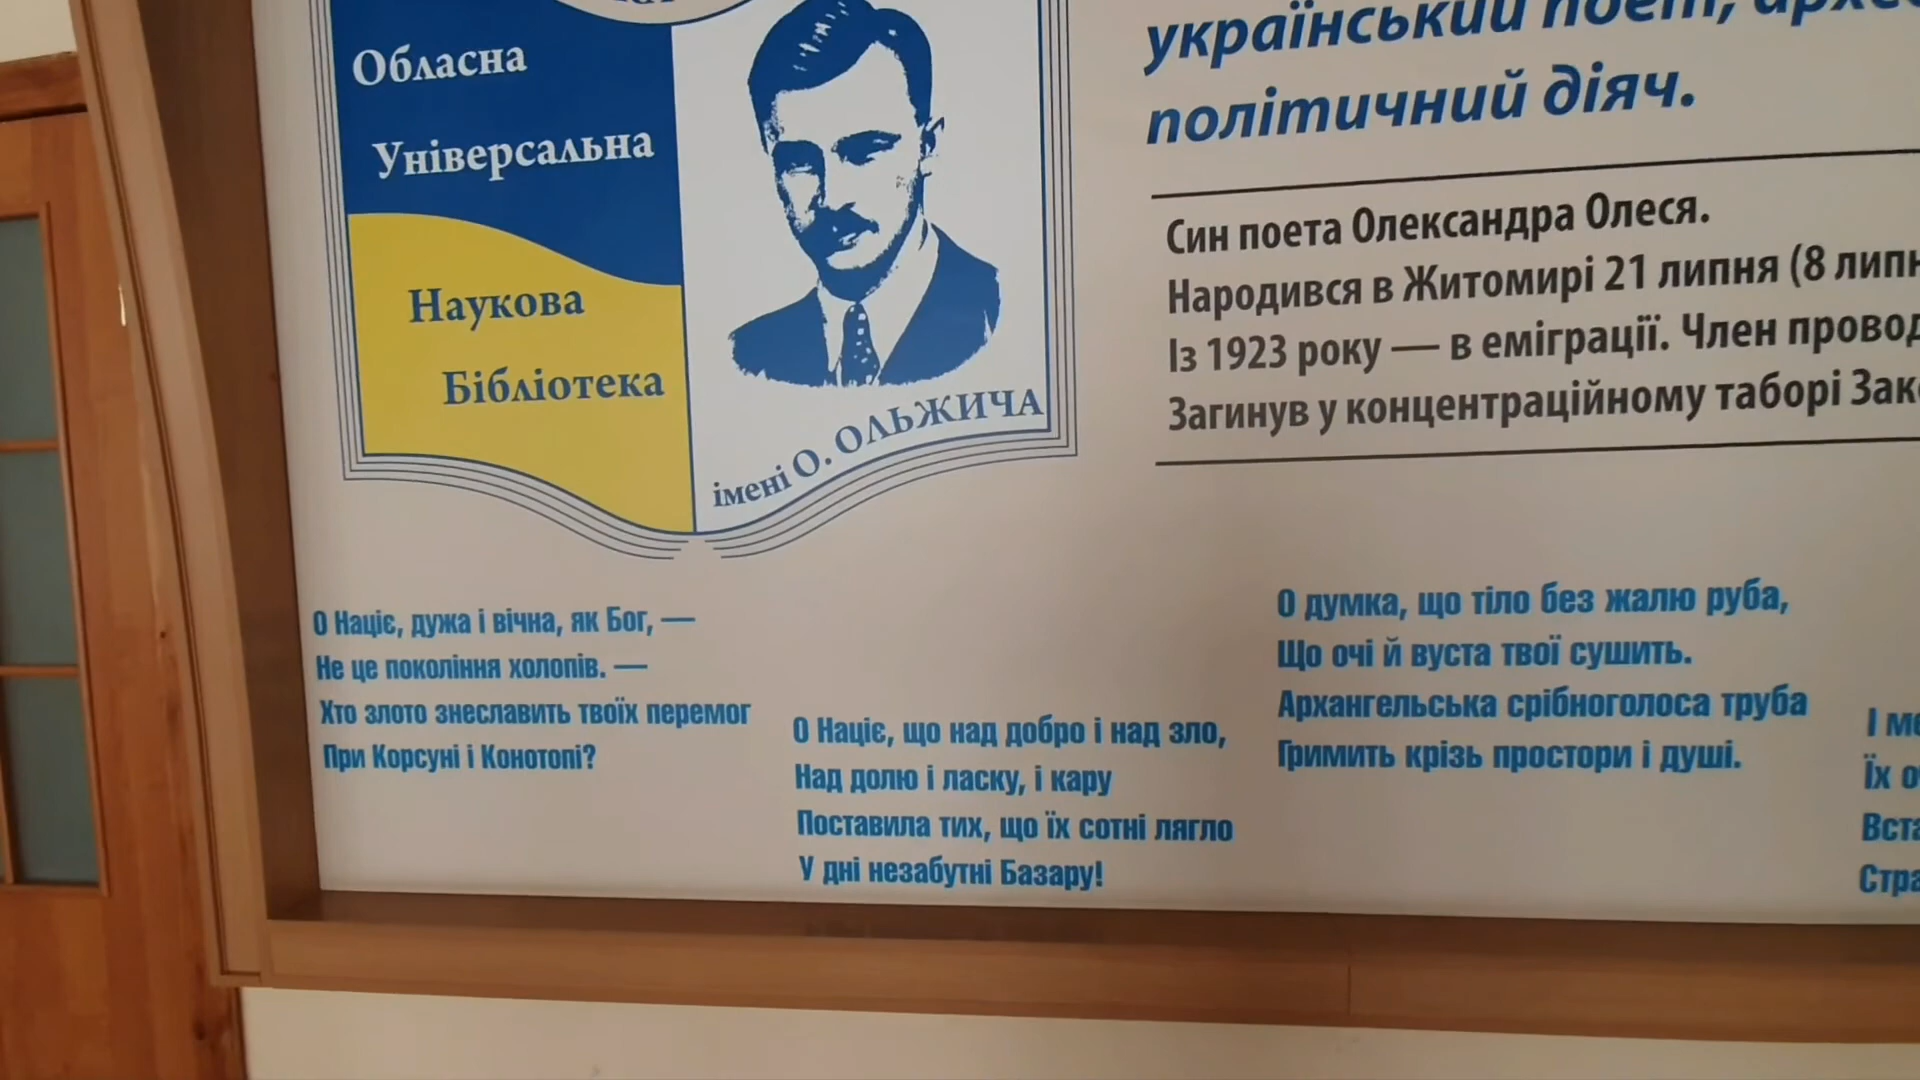 Обласна
Універсальна
Наукова
Бібліотека
імені О. ОЛЬЖИЧА
український поет,
політичний діяч.
Син поета Олександра Олеся.
Народився в Житомирі 21 липня (8
Із 1923 року — в еміграції. Член
Загинув у концентраційному таборі
О Націє, дужа і вічна, як Бог, —
Не це покоління холопів. —
Хто злото знеславить твоїх перемог
При Корсуні і Конотопі?
О Націє, що над добро і над зло,
Над долю і ласку, і кару
Поставила тих, що їх сотні лягло
У дні незабутні Базару!
О думка, що тіло без жалю руба,
Що очі й вуста твої сушить.
Архангельська срібноголоса труба
Гримить крізь простори і душі.
І
Їх